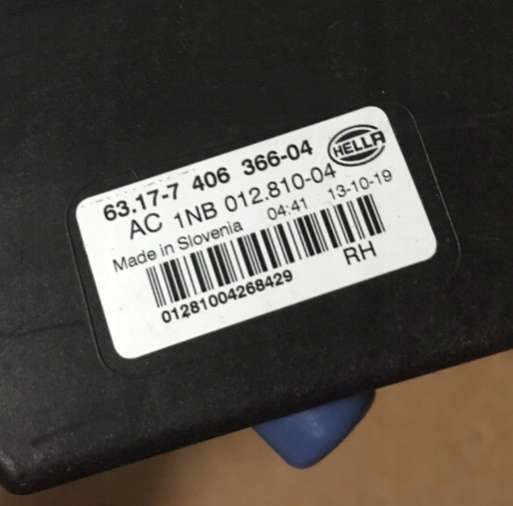 63.17-7 406 366-04
HELLA
AC 1NB 012.810-04
Made in Slovenia 04:41 13-10-19
01281004268429
RH